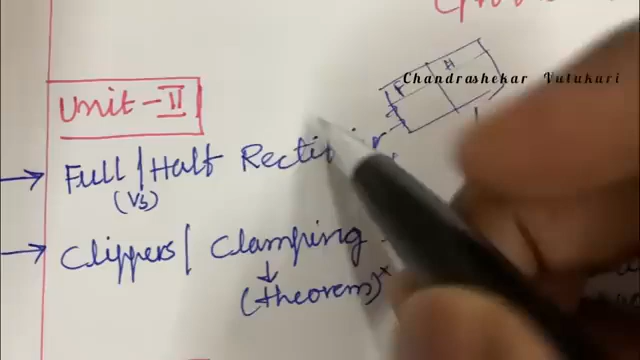 Unit - II
F H
Chandrashekar Vutukuri
→ Full / Half Recti
(Vs)
→ Clippers / Clamping
↓
(theorem)*